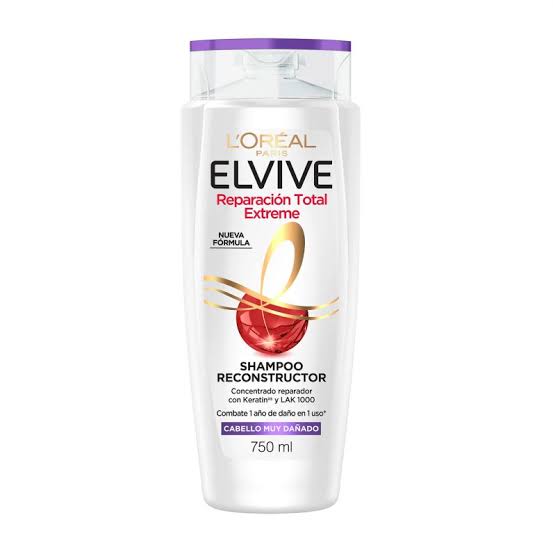 L'ORÉAL
PARIS
ELVIVE
Reparación Total
Extreme
NUEVA
FÓRMULA
SHAMPOO
RECONSTRUCTOR
Concentrado reparador
con Keratin XS y LAK 1000
Combate 1 año de daño en 1 uso*
CABELLO MUY DAÑADO
750 ml